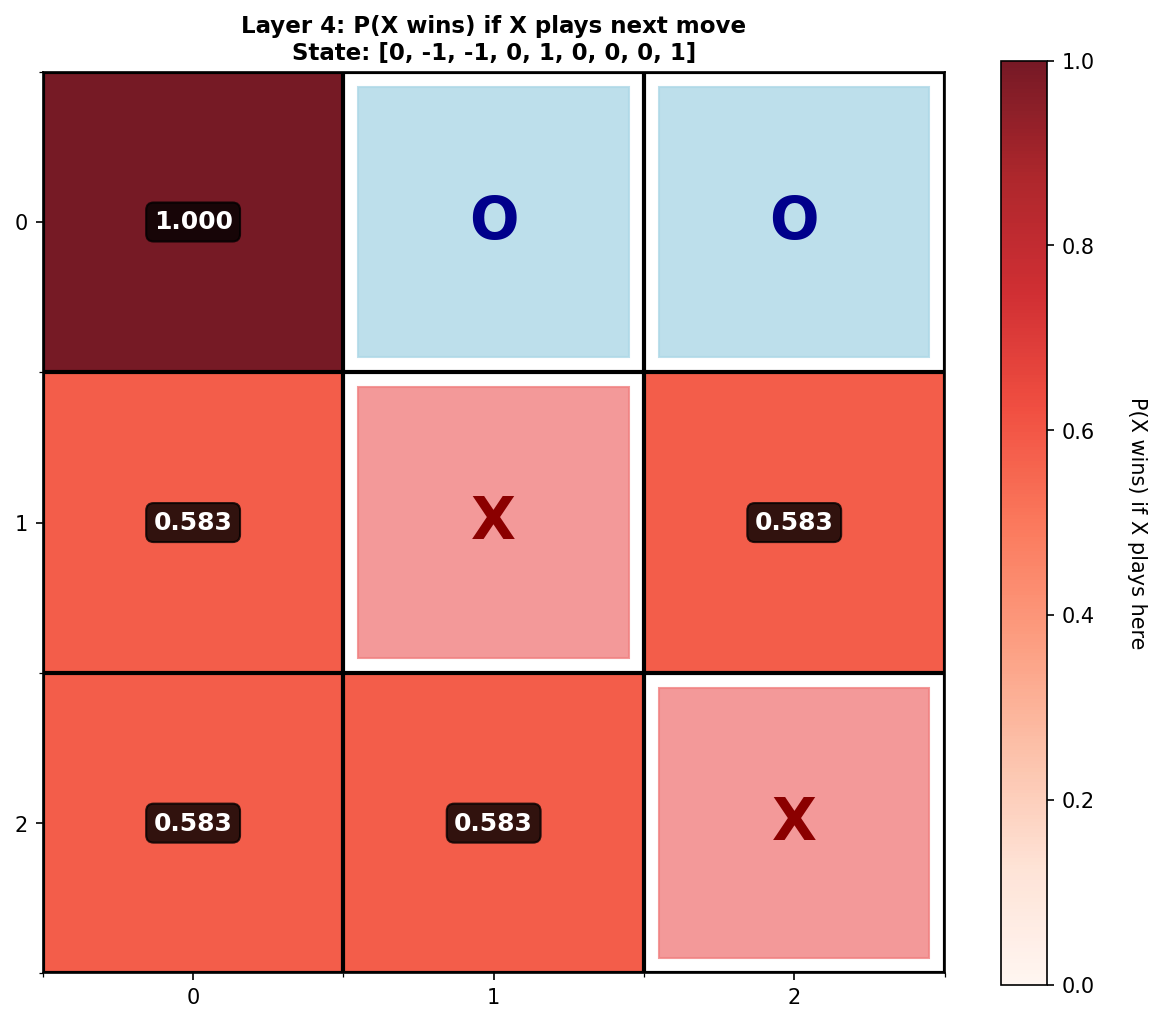 Layer 4: P(X wins) if X plays next move
State: [0, -1, -1, 0, 1, 0, 0, 0, 1]
0
1.000
O
O
1
0.583
X
0.583
2
0.583
0.583
X
0
1
2
1.0
0.8
0.6
0.4
0.2
0.0
P(X wins) if X plays here